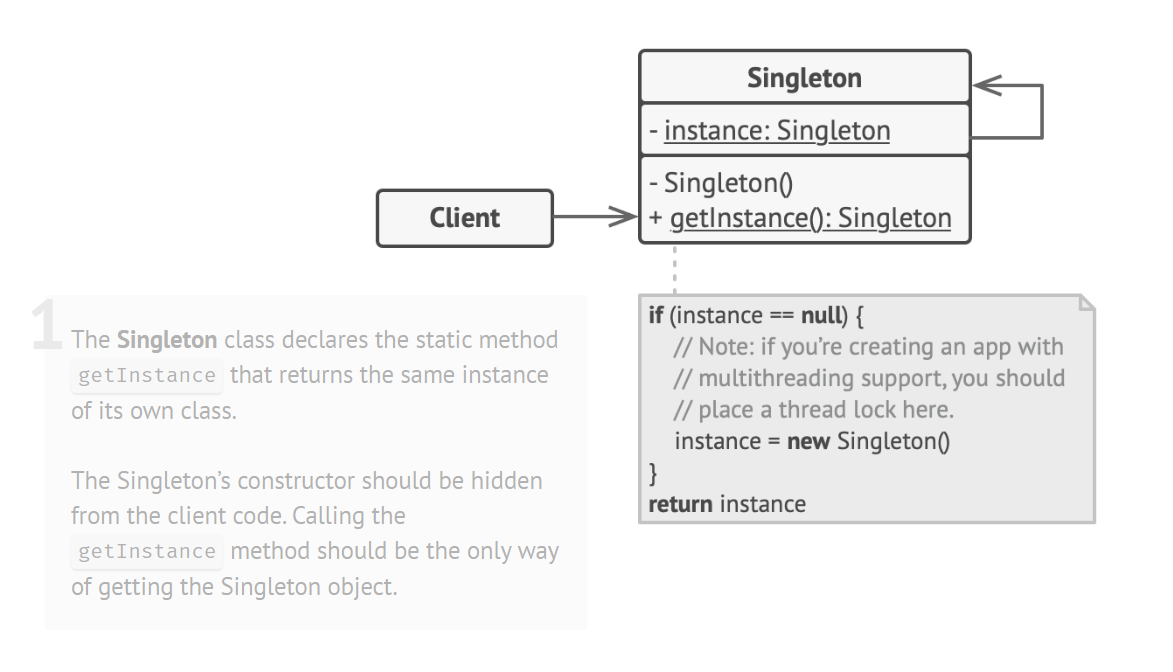 Singleton
- instance: Singleton
- Singleton()
+ getInstance(): Singleton
Client
1
The Singleton class declares the static method
getInstance that returns the same instance
of its own class.
The Singleton’s constructor should be hidden
from the client code. Calling the
getInstance method should be the only way
of getting the Singleton object.
if (instance == null) {
// Note: if you’re creating an app with
// multithreading support, you should
// place a thread lock here.
instance = new Singleton()
}
return instance